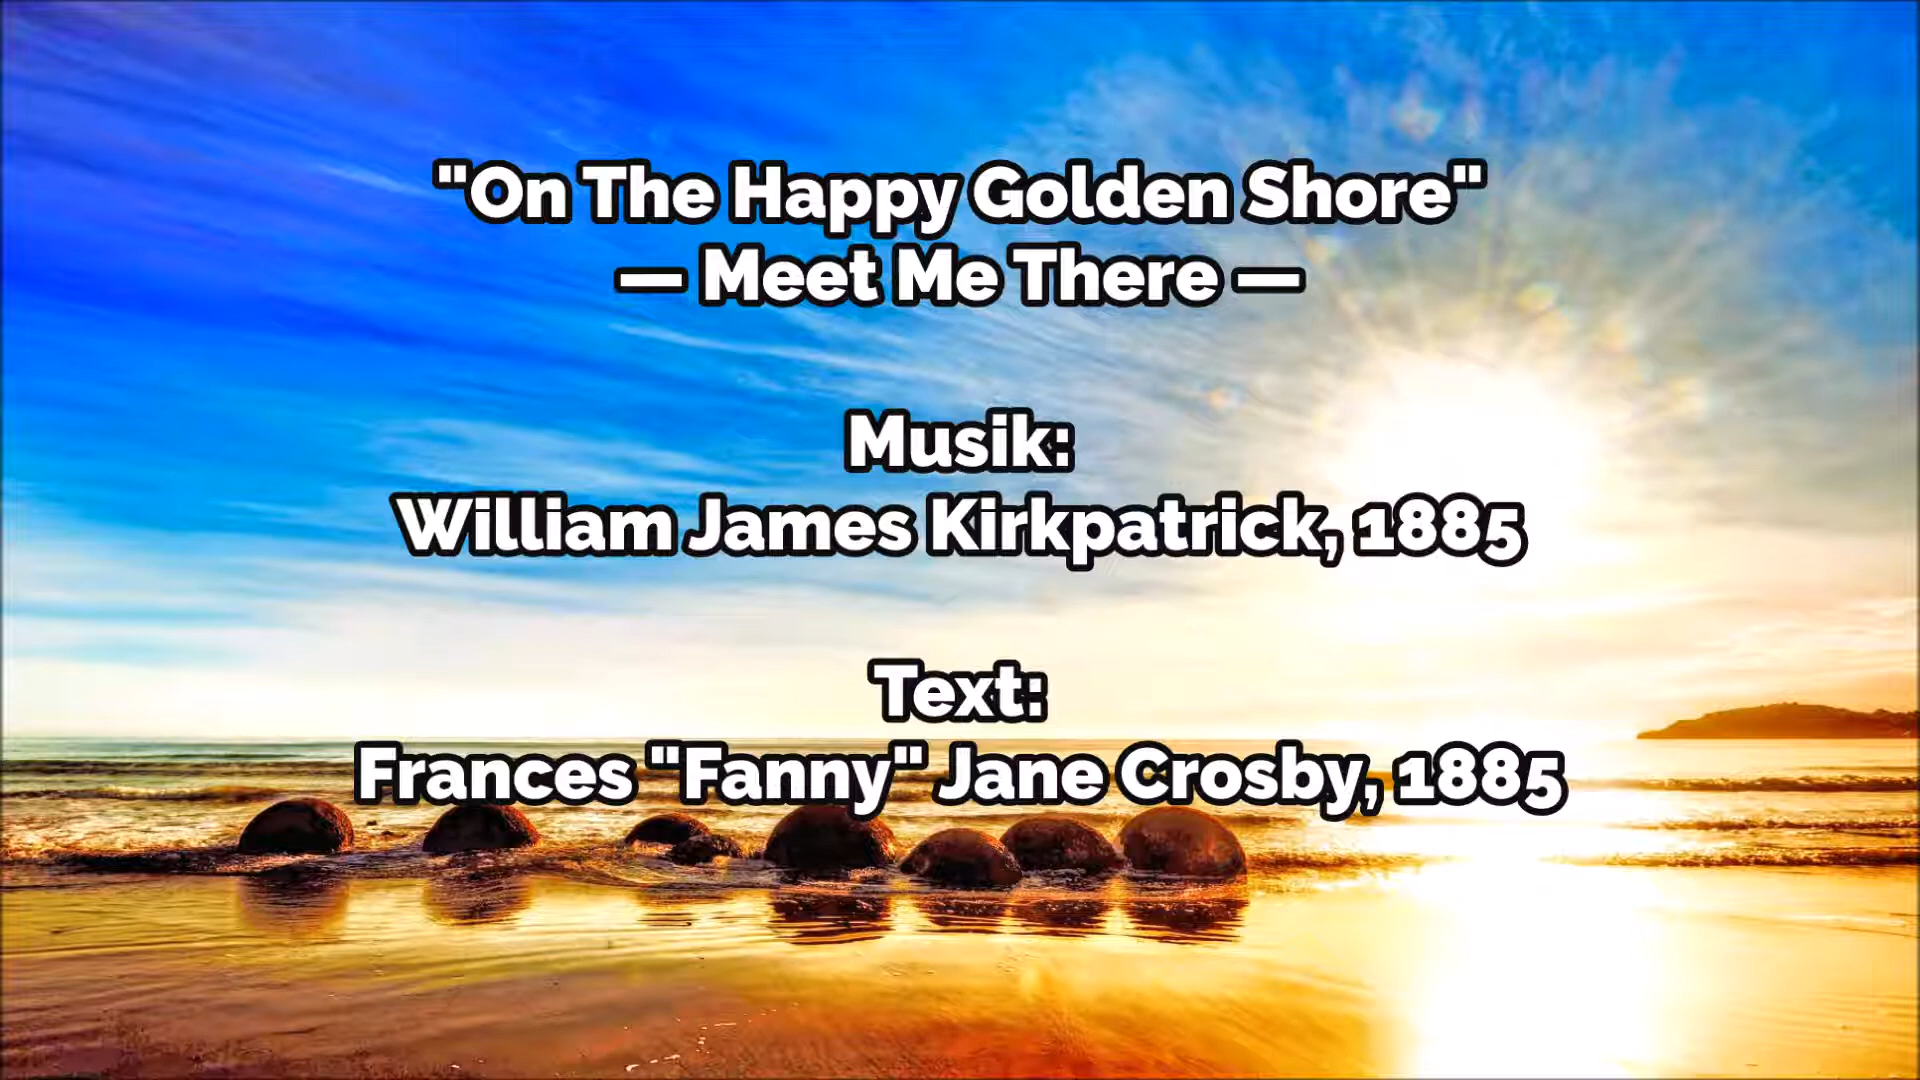 "On The Happy Golden Shore"
— Meet Me There —
Musik:
William James Kirkpatrick, 1885
Text:
Frances "Fanny" Jane Crosby, 1885